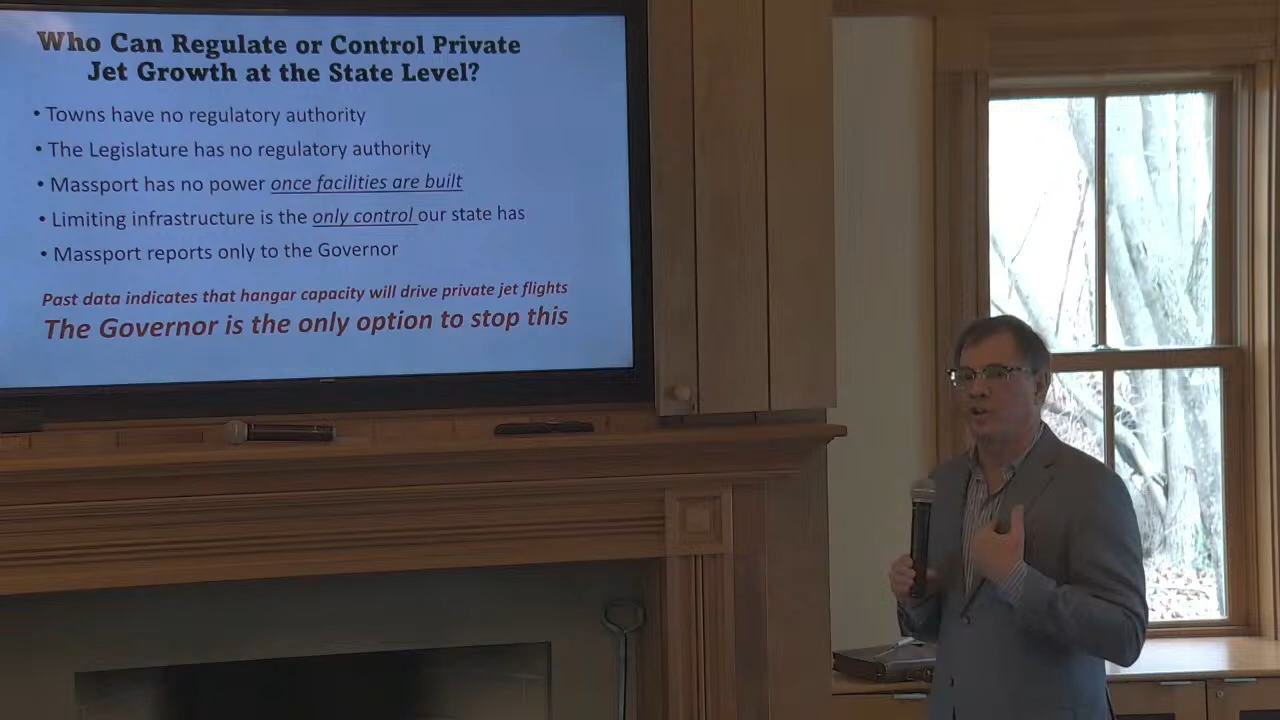 Who Can Regulate or Control Private
Jet Growth at the State Level?
• Towns have no regulatory authority
• The Legislature has no regulatory authority
• Massport has no power once facilities are built
• Limiting infrastructure is the only control our state has
• Massport reports only to the Governor
Past data indicates that hangar capacity will drive private jet flights
The Governor is the only option to stop this